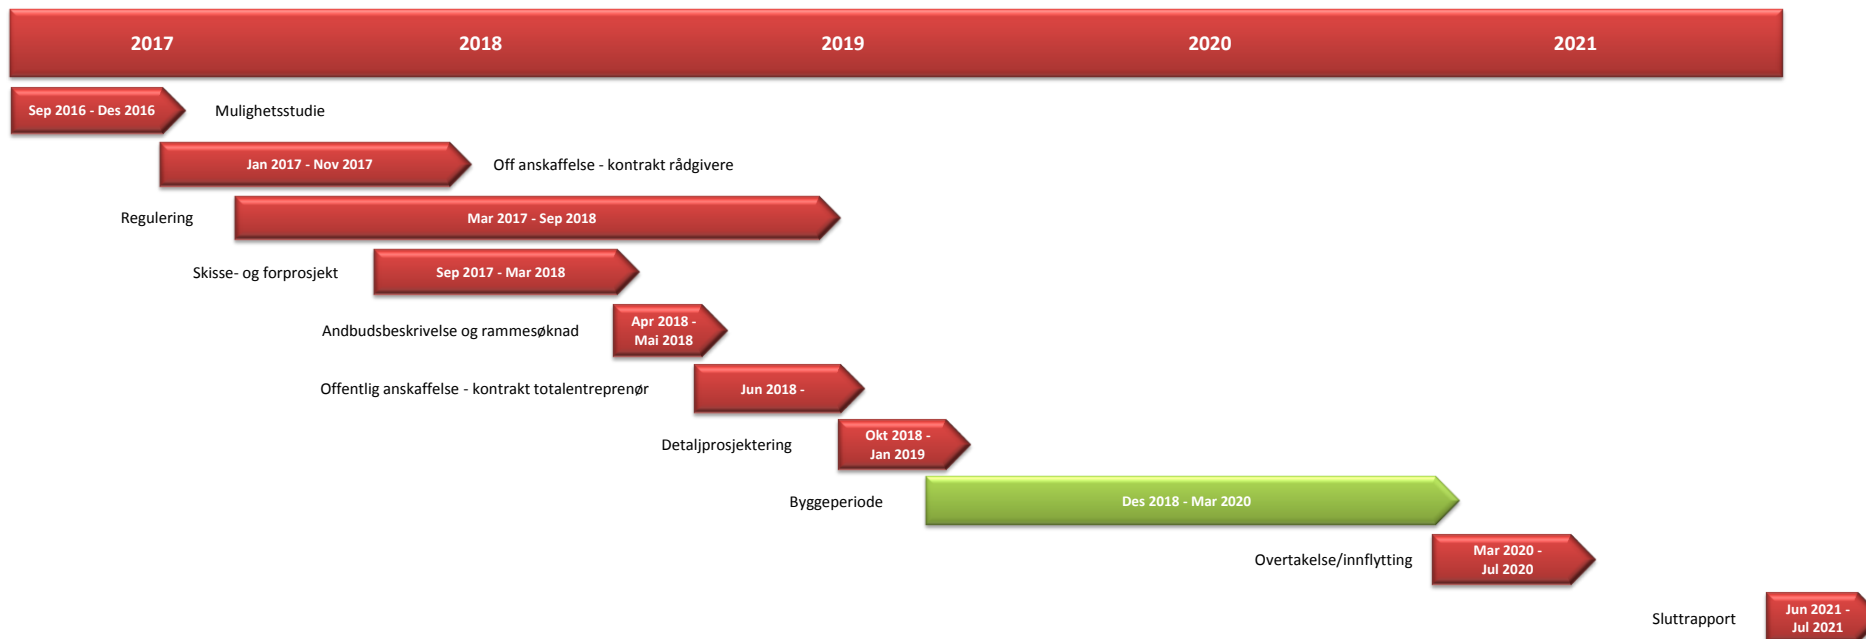 2017 2018 2019 2020 2021
Sep 2016 - Des 2016 Mulighetsstudie
Jan 2017 - Nov 2017 Off anskaffelse - kontrakt rådgivere
Regulering Mar 2017 - Sep 2018
Skisse- og forprosjekt Sep 2017 - Mar 2018
Andbudsbeskrivelse og rammesøknad
Apr 2018 -
Mai 2018
Offentlig anskaffelse - kontrakt totalentreprenør Jun 2018 -
Detaljprosjektering
Okt 2018 -
Jan 2019
Byggeperiode Des 2018 - Mar 2020
Overtakelse/innflytting
Mar 2020 -
Jul 2020
Sluttrapport
Jun 2021 -
Jul 2021